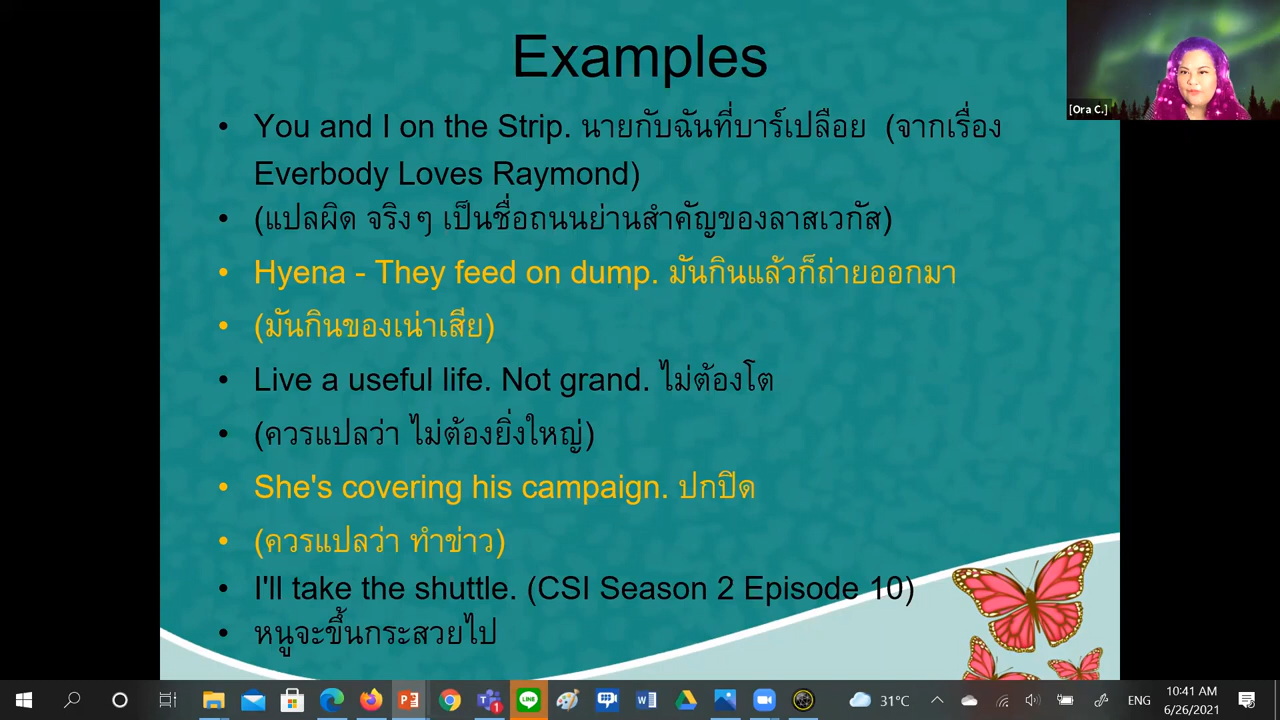 Examples
[Ora C.]
• You and I on the Strip. นายกับฉันที่บาร์เปลือย (จากเรื่อง
Everbody Loves Raymond)
• (แปลผิด จริงๆ เป็นชื่อถนนย่านสำคัญของลาสเวกัส)
• Hyena - They feed on dump. มันกินแล้วก็ถ่ายออกมา
• (มันกินของเน่าเสีย)
• Live a useful life. Not grand. ไม่ต้องโต
• (ควรแปลว่า ไม่ต้องยิ่งใหญ่)
• She's covering his campaign. ปกปิด
• (ควรแปลว่า ทำข่าว)
• I'll take the shuttle. (CSI Season 2 Episode 10)
• หนูจะขึ้นกระสวยไป
31°C ENG 10:41 AM
6/26/2021